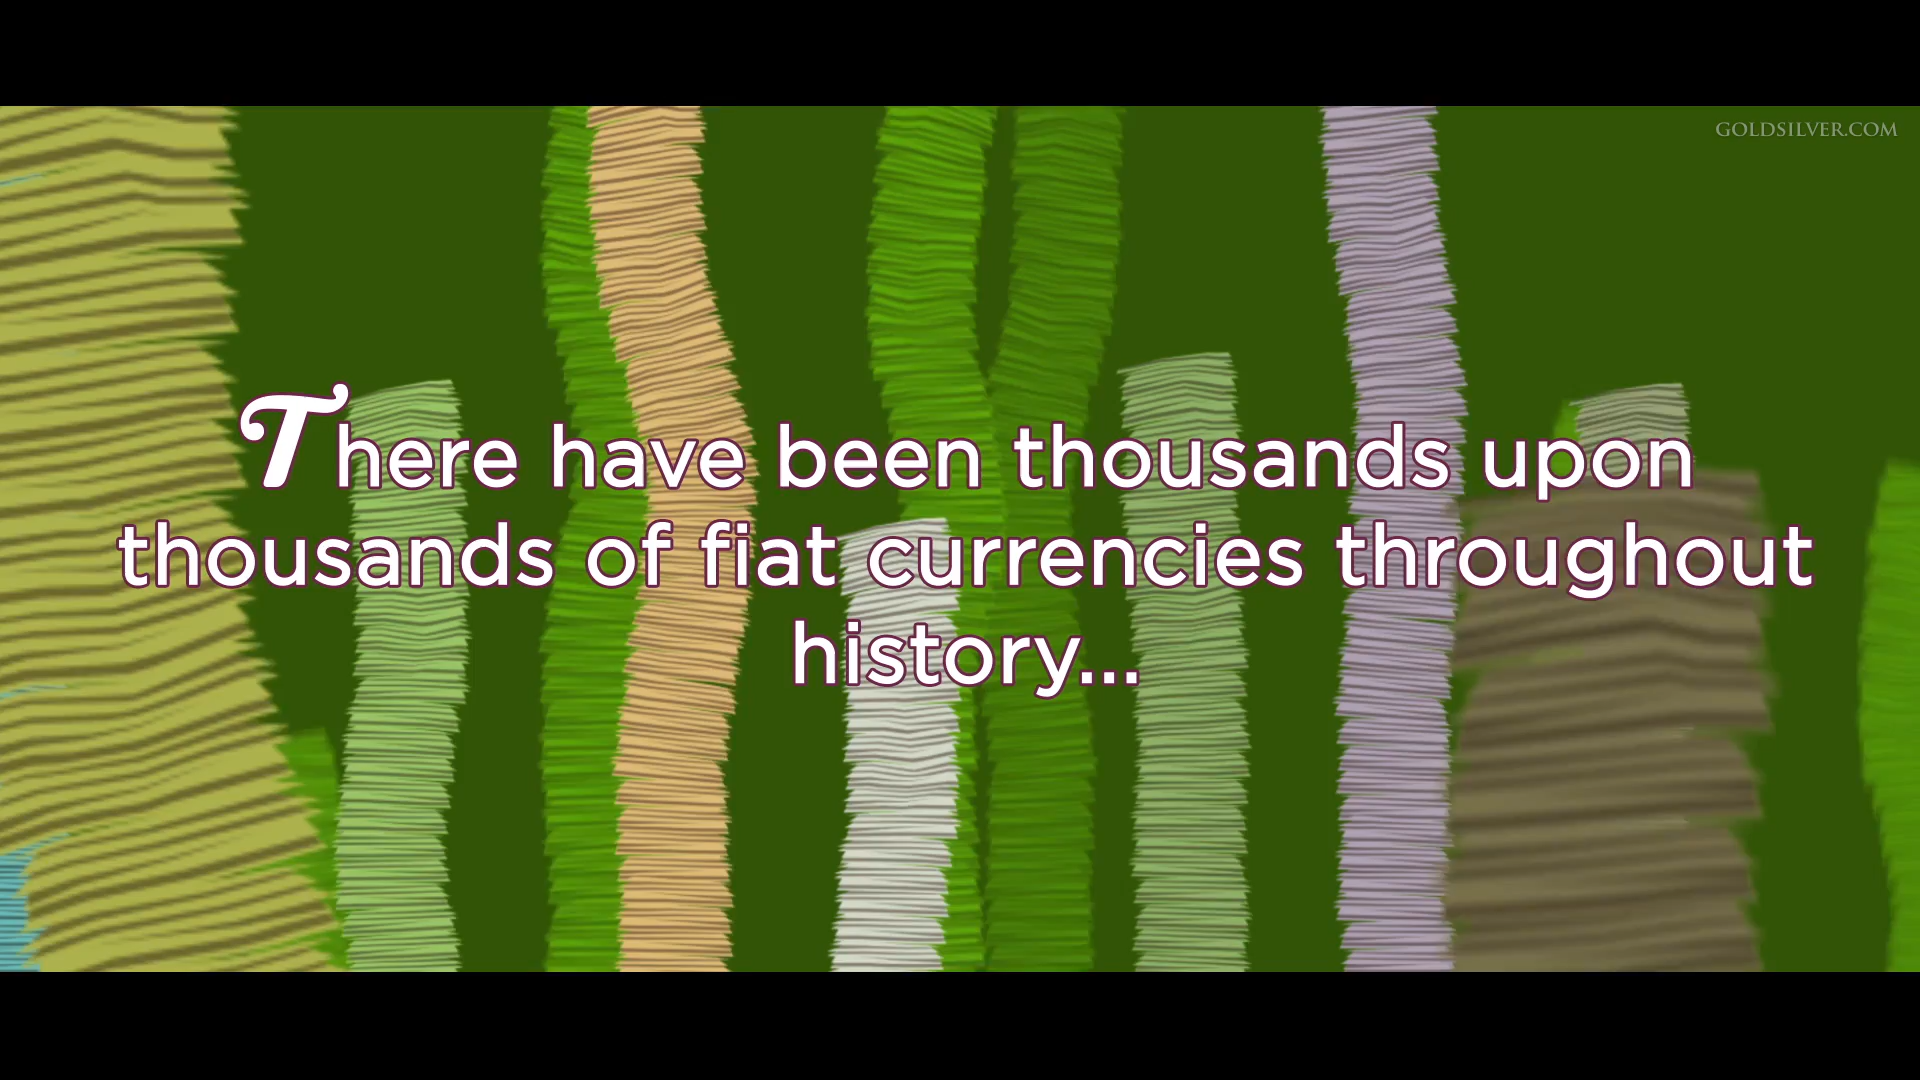 GOLDSILVER.COM
There have been thousands upon
thousands of fiat currencies throughout
history...